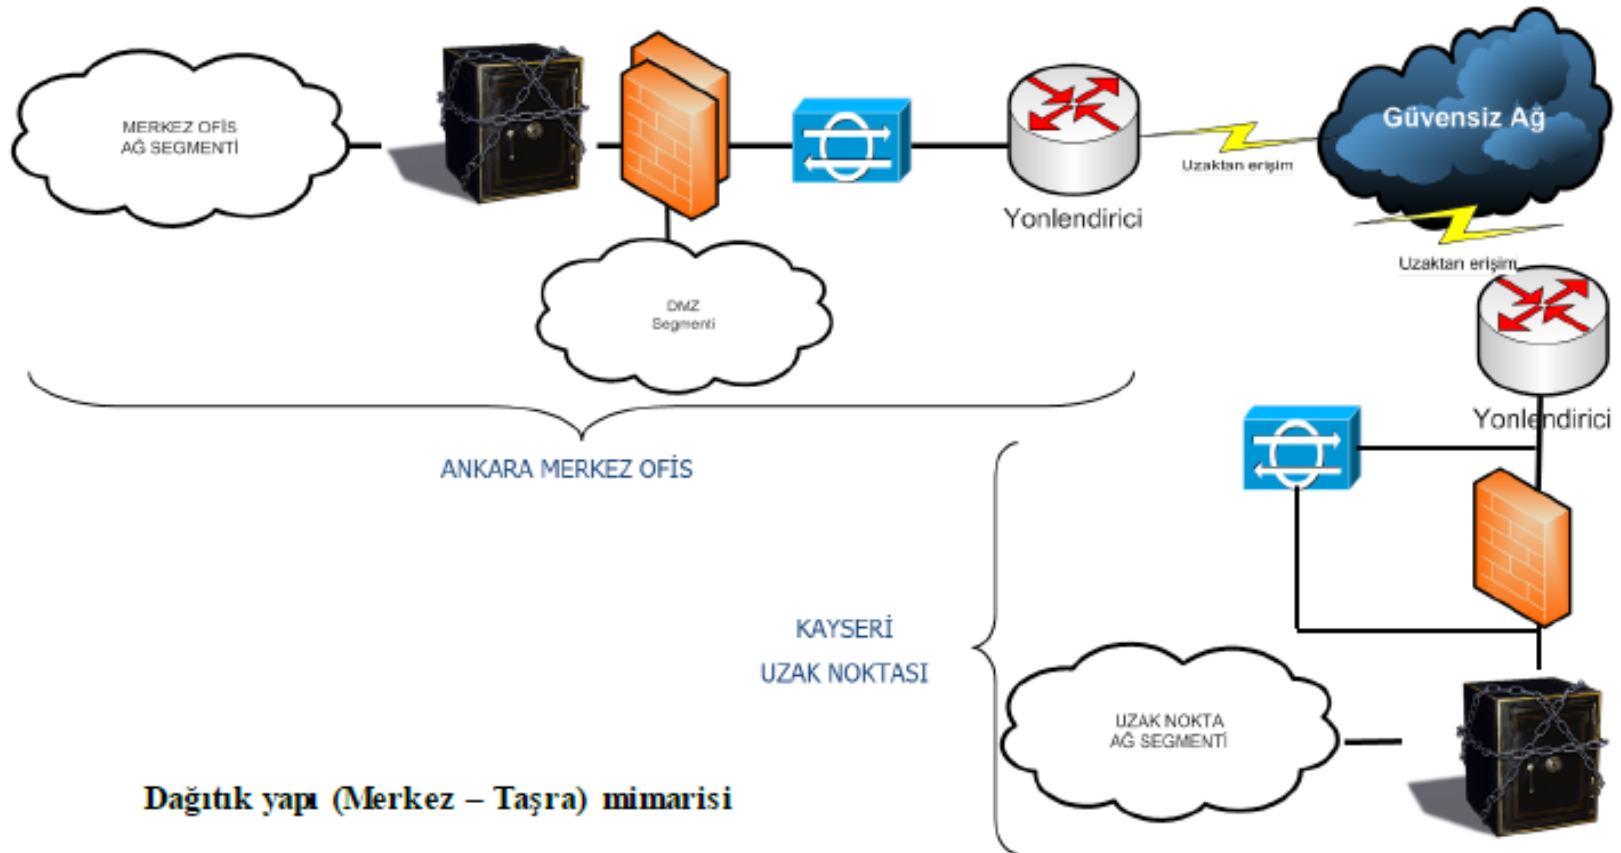 MERKEZ OFİS
AĞ SEGMENTİ
Güvensiz Ağ
Uzaktan erişim
Yonlendirici
Uzaktan erişim
DMZ
Segmenti
Yonlendirici
ANKARA MERKEZ OFİS
KAYSERİ
UZAK NOKTASI
UZAK NOKTA
AĞ SEGMENTİ
Dağıtık yapı (Merkez – Taşra) mimarisi